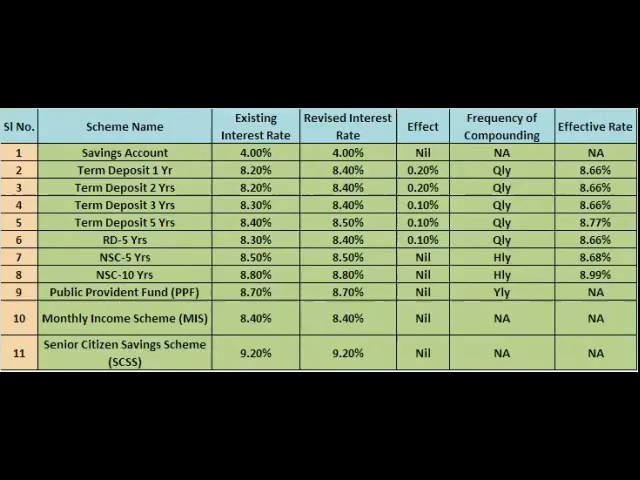 Sl No. Scheme Name Existing Interest Rate Revised Interest Rate Effect Frequency of Compounding Effective Rate
1 Savings Account 4.00% 4.00% Nil NA NA
2 Term Deposit 1 Yr 8.20% 8.40% 0.20% Qly 8.66%
3 Term Deposit 2 Yrs 8.20% 8.40% 0.20% Qly 8.66%
4 Term Deposit 3 Yrs 8.30% 8.40% 0.10% Qly 8.66%
5 Term Deposit 5 Yrs 8.40% 8.50% 0.10% Qly 8.77%
6 RD-5 Yrs 8.30% 8.40% 0.10% Qly 8.66%
7 NSC-5 Yrs 8.50% 8.50% Nil Hly 8.68%
8 NSC-10 Yrs 8.80% 8.80% Nil Hly 8.99%
9 Public Provident Fund (PPF) 8.70% 8.70% Nil Yly NA
10 Monthly Income Scheme (MIS) 8.40% 8.40% Nil NA NA
11 Senior Citizen Savings Scheme (SCSS) 9.20% 9.20% Nil NA NA